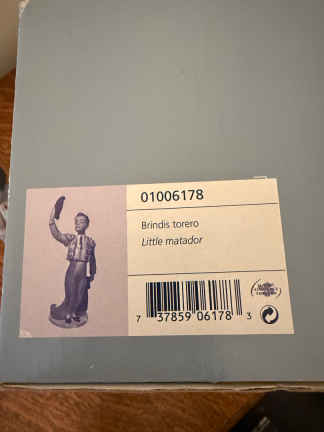 01006178
Brindis torero
Little matador
7 37859 06178 3